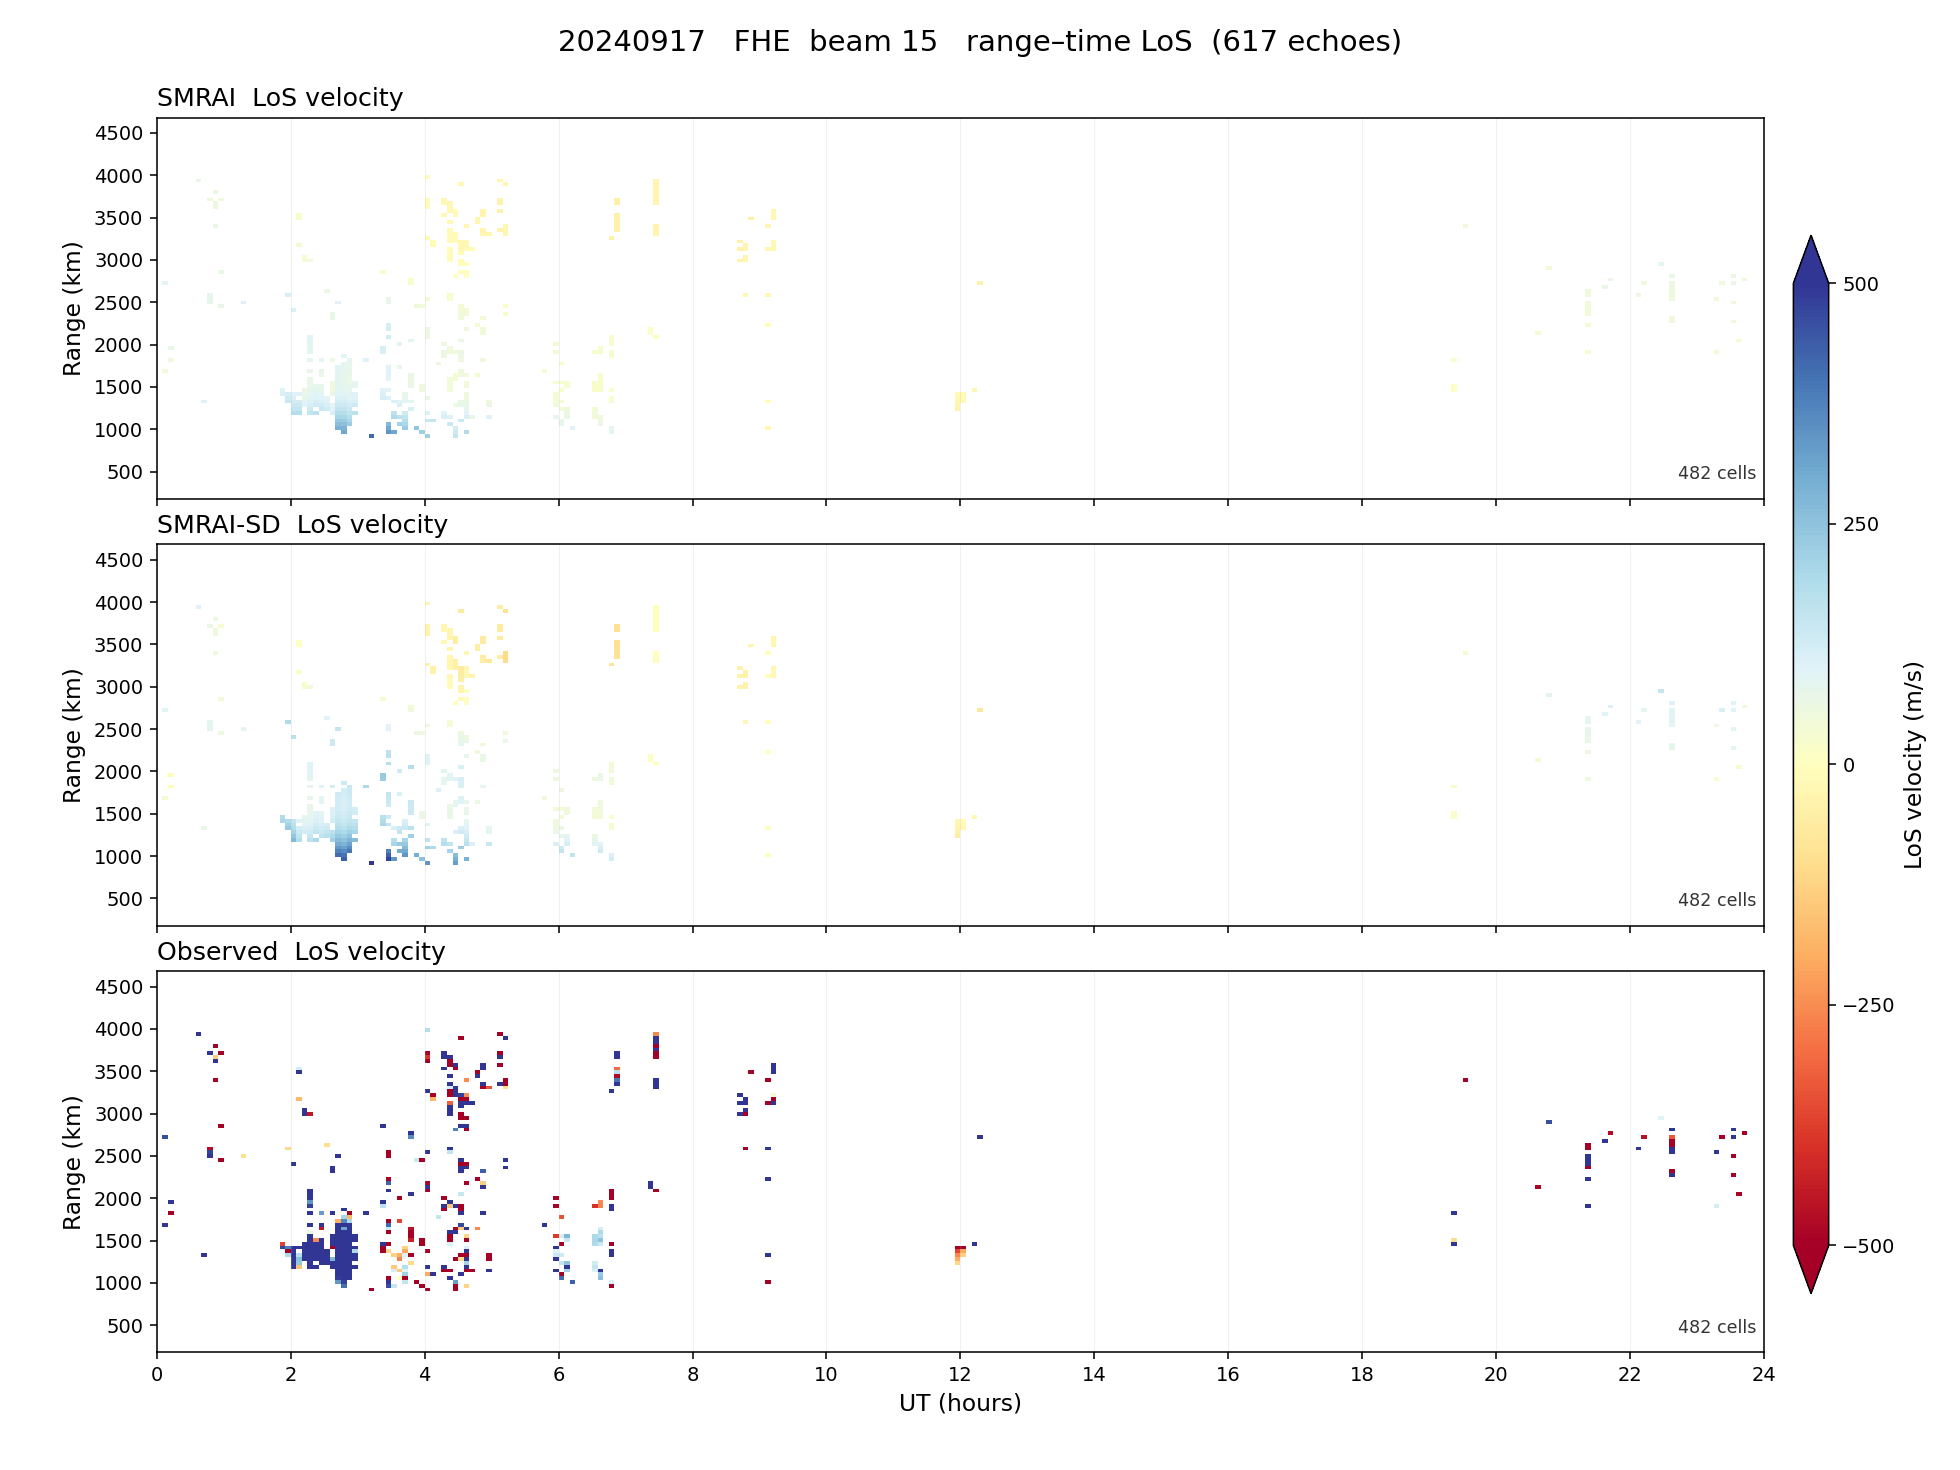 20240917   FHE  beam 15   range–time LoS  (617 echoes)
SMRAI  LoS velocity
4500
4000
3500
3000
2500
2000
1500
1000
500
Range (km)
482 cells
SMRAI-SD  LoS velocity
4500
4000
3500
3000
2500
2000
1500
1000
500
Range (km)
482 cells
Observed  LoS velocity
4500
4000
3500
3000
2500
2000
1500
1000
500
Range (km)
482 cells
0 2 4 6 8 10 12 14 16 18 20 22 24
UT (hours)
500
250
0
−250
−500
LoS velocity (m/s)